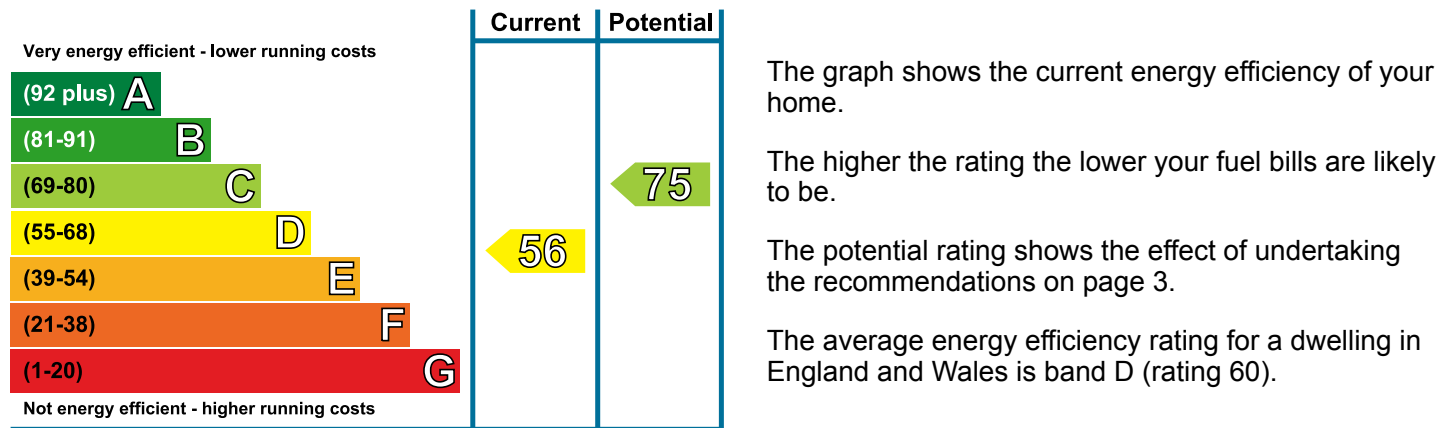 Current Potential
Very energy efficient - lower running costs
(92 plus) A
(81-91) B
(69-80) C
75
(55-68) D
56
(39-54) E
(21-38) F
(1-20) G
Not energy efficient - higher running costs
The graph shows the current energy efficiency of your
home.
The higher the rating the lower your fuel bills are likely
to be.
The potential rating shows the effect of undertaking
the recommendations on page 3.
The average energy efficiency rating for a dwelling in
England and Wales is band D (rating 60).